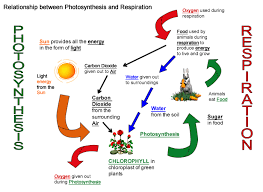 Relationship between Photosynthesis and Respiration
Oxygen used during
respiration
PHOTOSYNTHESIS
Sun provides all the energy
in the form of light
Food used by
animals during
respiration to
produce energy
to live and grow
RESPIRATION
Carbon Dioxide
given out to Air
Water given out
to surroundings
Light
energy
from the
Sun
Carbon
Dioxide
from the
surrounding
Air
Water
from the soil
Animals
eat Food
Sugar
in food
Photosynthesis
CHLOROPHYLL in
chloroplast of green
plants
Oxygen given out
during Photosynthesis